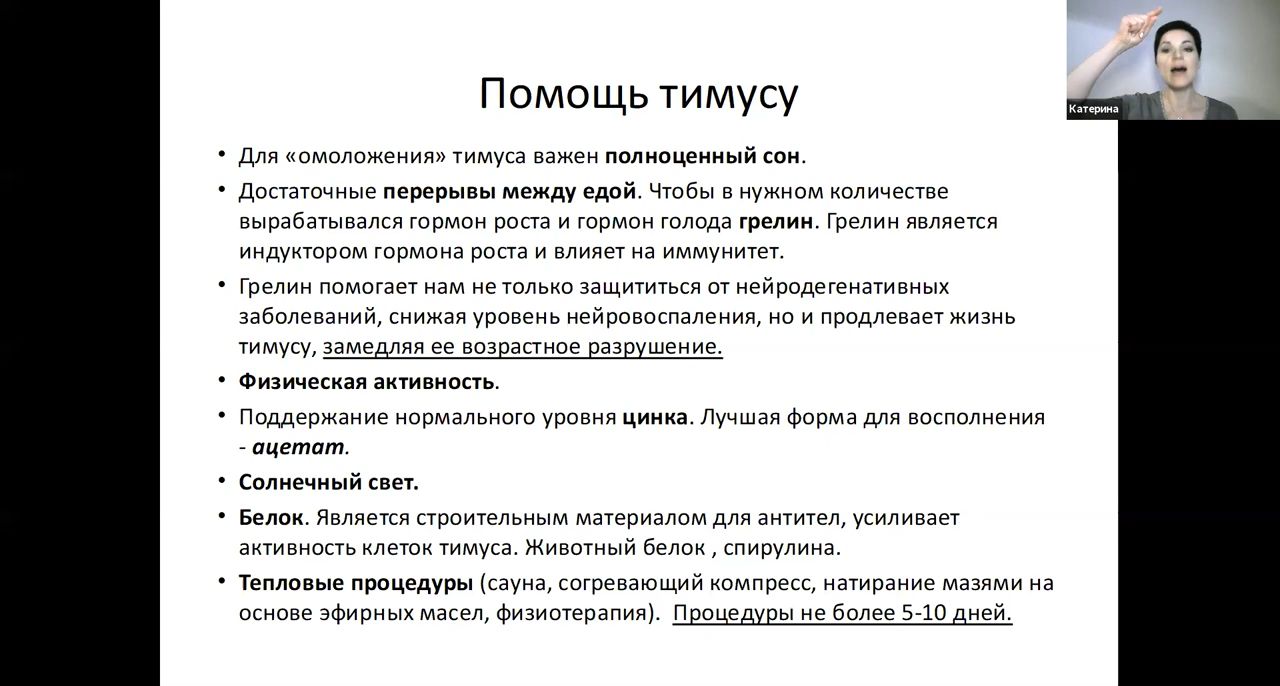 Помощь тимусу
Катерина
• Для «омоложения» тимуса важен полноценный сон.
• Достаточные перерывы между едой. Чтобы в нужном количестве
вырабатывался гормон роста и гормон голода грелин. Грелин является
индуктором гормона роста и влияет на иммунитет.
• Грелин помогает нам не только защититься от нейродегенативных
заболеваний, снижая уровень нейровоспаления, но и продлевает жизнь
тимусу, замедляя ее возрастное разрушение.
• Физическая активность.
• Поддержание нормального уровня цинка. Лучшая форма для восполнения
- ацетат.
• Солнечный свет.
• Белок. Является строительным материалом для антител, усиливает
активность клеток тимуса. Животный белок , спирулина.
• Тепловые процедуры (сауна, согревающий компресс, натирание мазями на
основе эфирных масел, физиотерапия). Процедуры не более 5-10 дней.